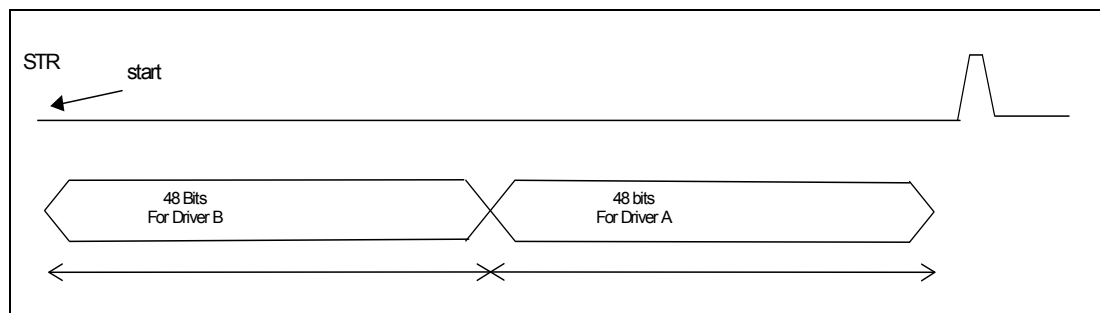 STR
start
48 Bits
For Driver B
48 bits
For Driver A